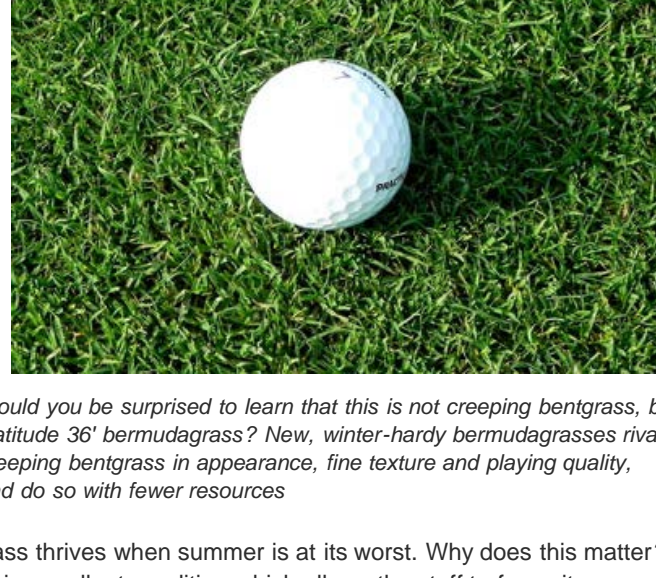 PRAC
ould you be surprised to learn that this is not creeping bentgrass, b
atitude 36' bermudagrass? New, winter-hardy bermudagrasses riva
eeping bentgrass in appearance, fine texture and playing quality,
nd do so with fewer resources
ass thrives when summer is at its worst. Why does this matter?